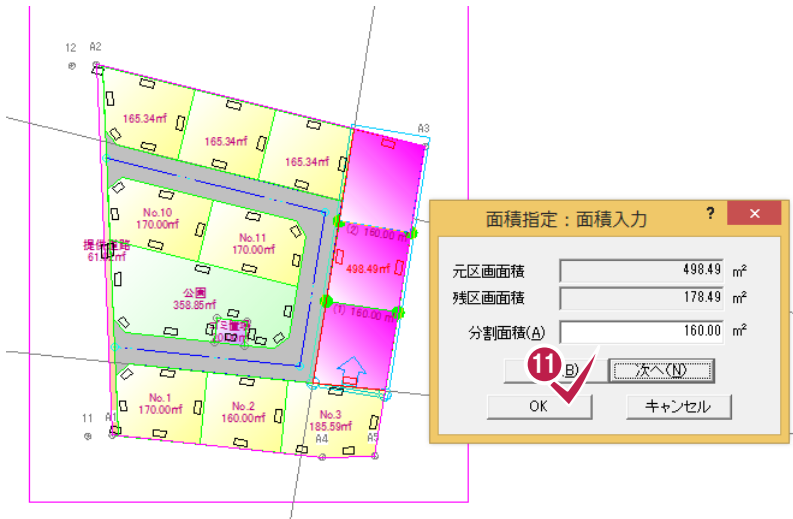 12 A2
A3
165.34㎡
165.34㎡
165.34㎡
(2) 160.00 ㎡
No.10
170.00㎡
No.11
170.00㎡
498.49㎡
公園
358.85㎡
(1) 160.00 ㎡
No.1
170.00㎡
No.2
160.00㎡
No.3
185.59㎡
11 A1
A4
A5
面積指定：面積入力
? ×
元区画面積 498.49 m²
残区画面積 178.49 m²
分割面積(A) 160.00 m²
11
B)
次へ(N)
OK
キャンセル